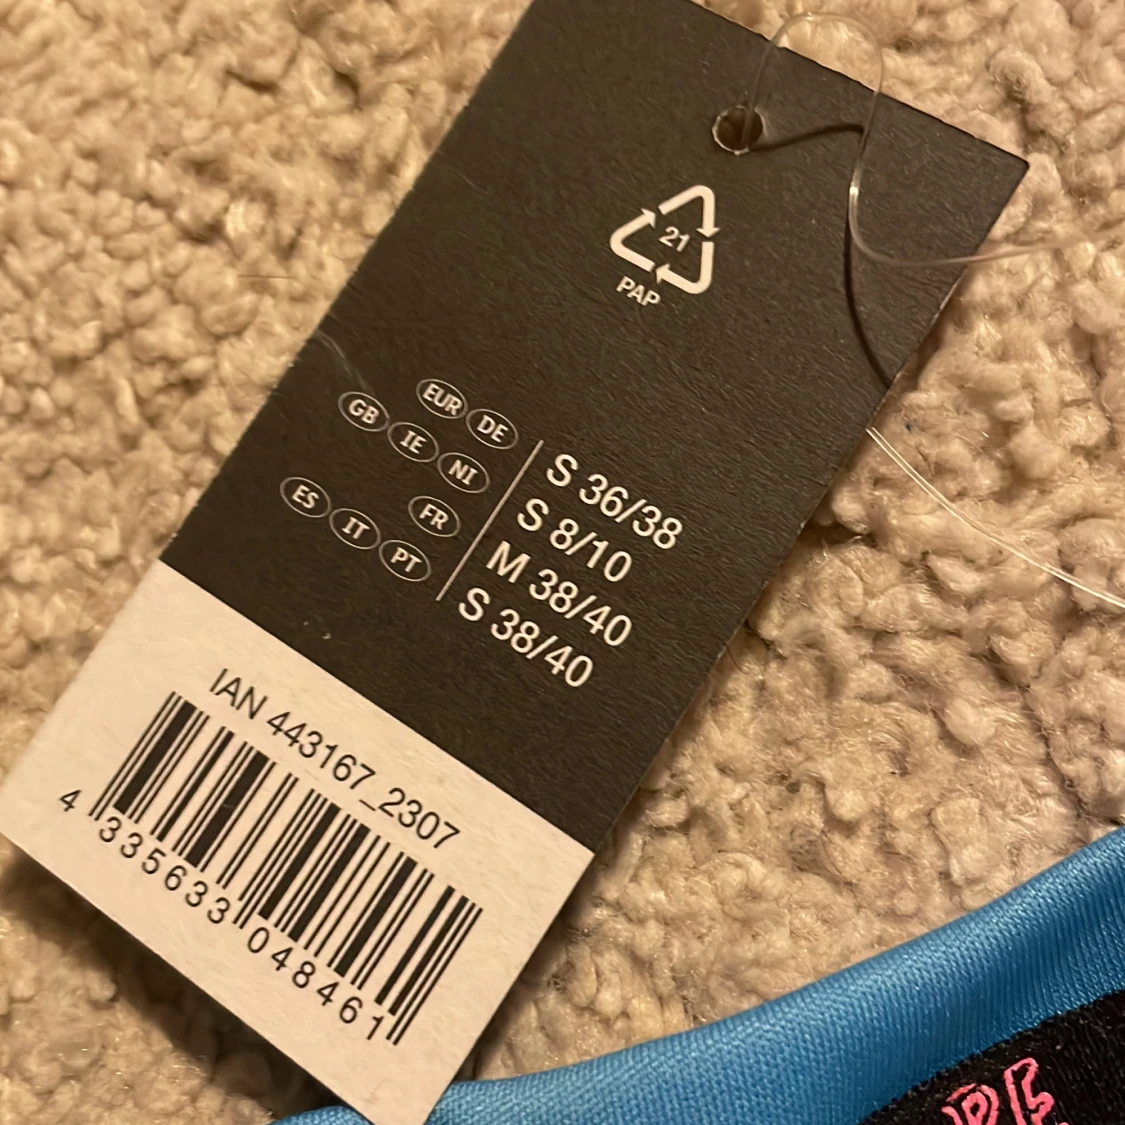 21
PAP
EUR DE S 36/38
GB IE NI S 8/10
FR M 38/40
ES IT PT S 38/40
IAN 443167_2307
4 335633 048461